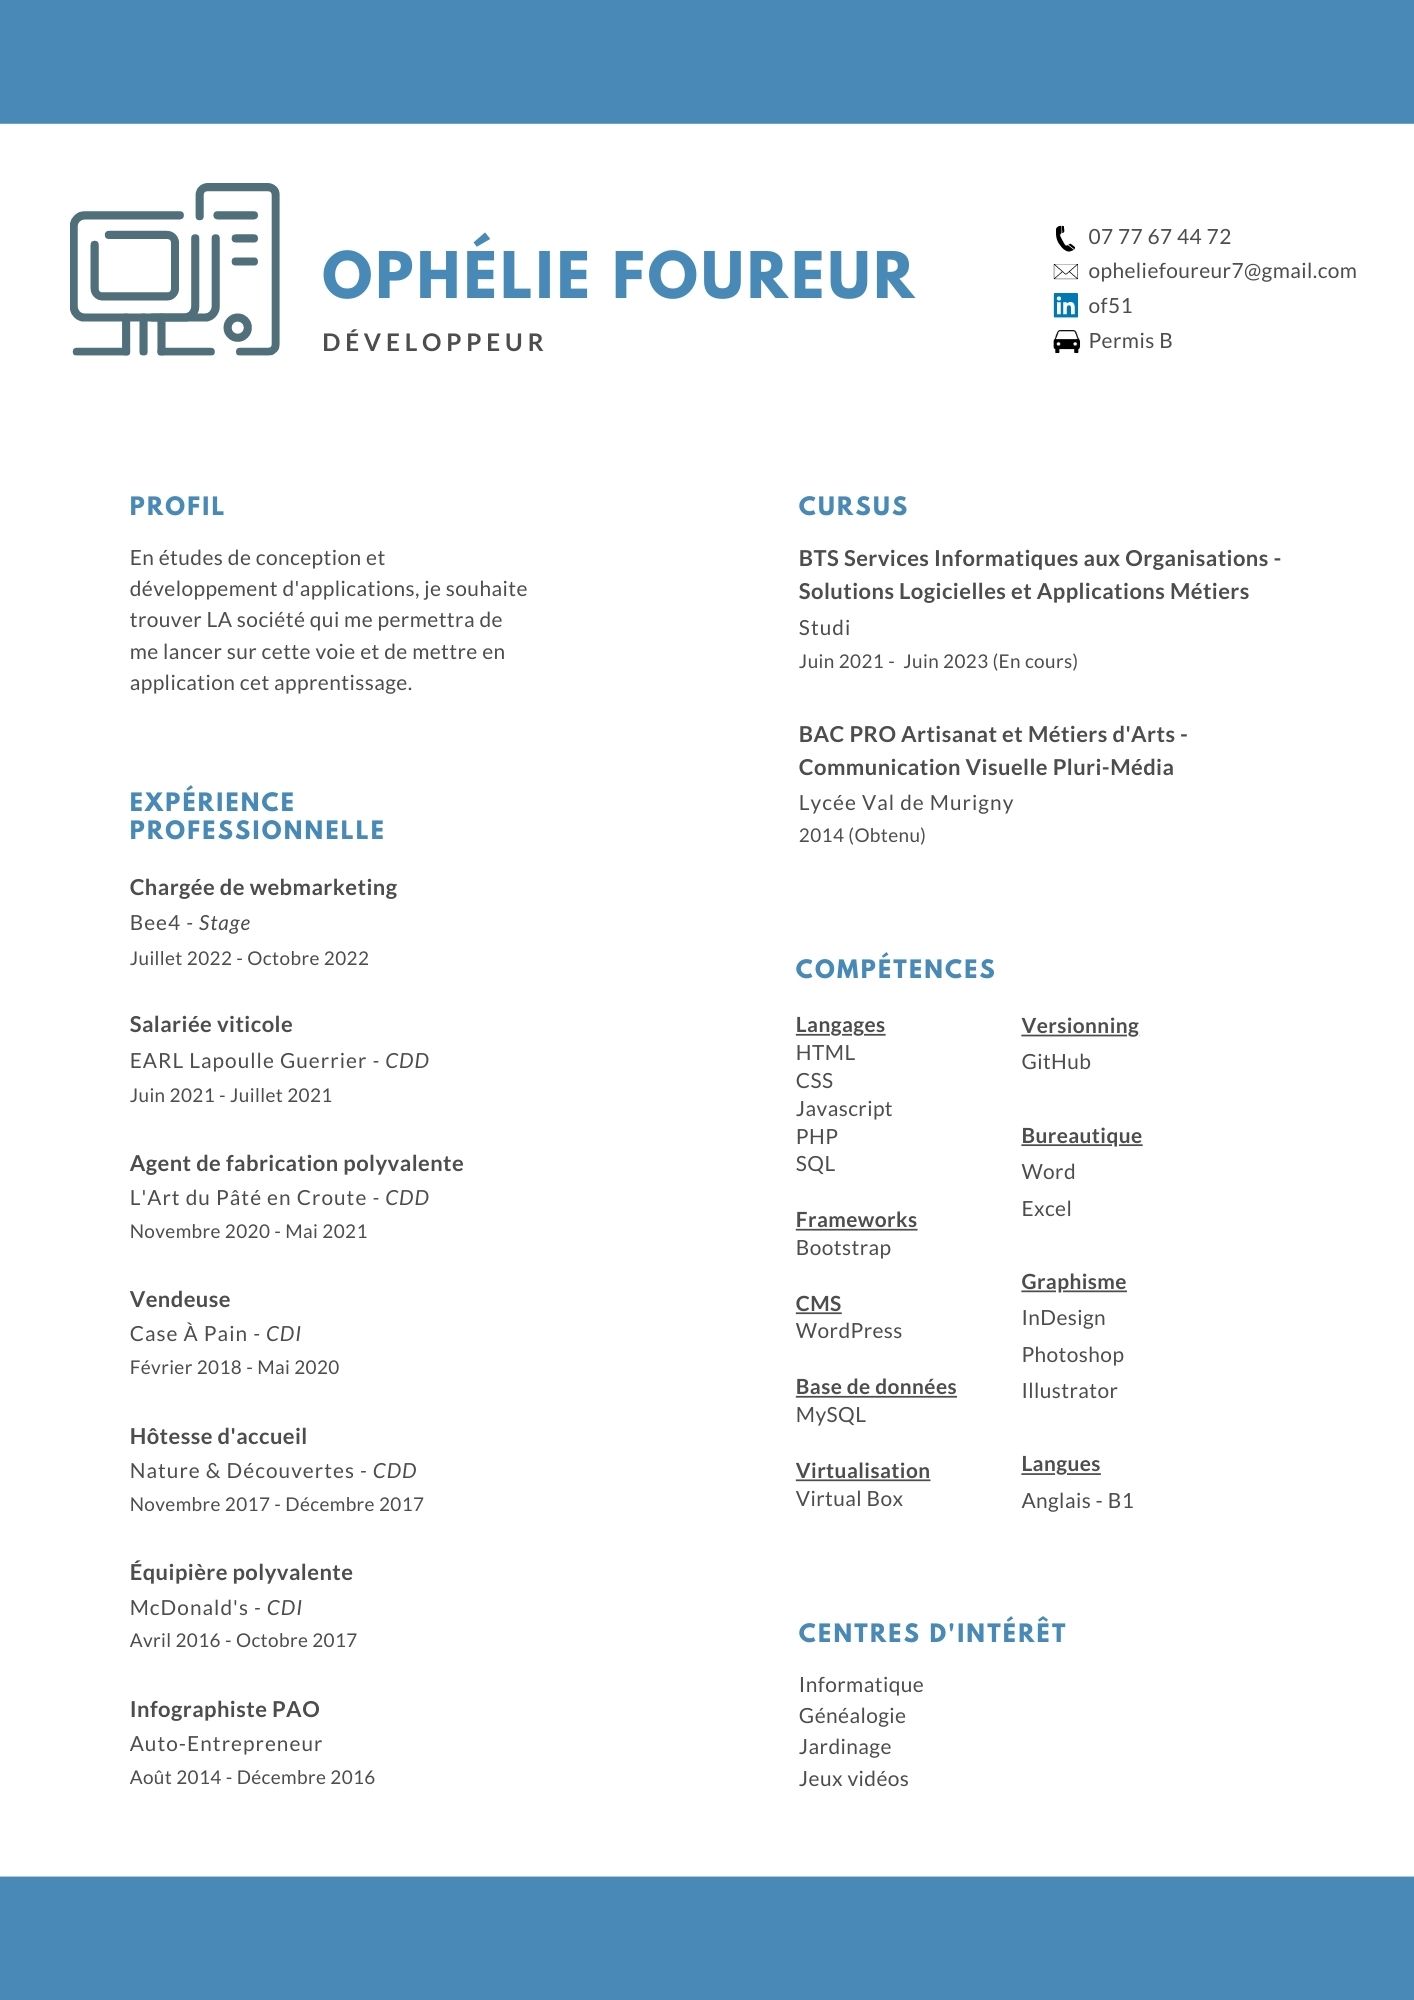 OPHÉLIE FOUREUR
DÉVELOPPEUR
07 77 67 44 72
opheliefoureur7@gmail.com
in of51
Permis B
PROFIL
En études de conception et
développement d'applications, je souhaite
trouver LA société qui me permettra de
me lancer sur cette voie et de mettre en
application cet apprentissage.
EXPÉRIENCE
PROFESSIONNELLE
Chargée de webmarketing
Bee4 - Stage
Juillet 2022 - Octobre 2022
Salariée viticole
EARL Lapoulle Guerrier - CDD
Juin 2021 - Juillet 2021
Agent de fabrication polyvalente
L'Art du Pâté en Croute - CDD
Novembre 2020 - Mai 2021
Vendeuse
Case À Pain - CDI
Février 2018 - Mai 2020
Hôtesse d'accueil
Nature & Découvertes - CDD
Novembre 2017 - Décembre 2017
Équipière polyvalente
McDonald's - CDI
Avril 2016 - Octobre 2017
Infographiste PAO
Auto-Entrepreneur
Août 2014 - Décembre 2016
CURSUS
BTS Services Informatiques aux Organisations -
Solutions Logicielles et Applications Métiers
Studi
Juin 2021 - Juin 2023 (En cours)
BAC PRO Artisanat et Métiers d'Arts -
Communication Visuelle Pluri-Média
Lycée Val de Murigny
2014 (Obtenu)
COMPÉTENCES
Langages
HTML
CSS
Javascript
PHP
SQL
Frameworks
Bootstrap
CMS
WordPress
Base de données
MySQL
Virtualisation
Virtual Box
Versionning
GitHub
Bureautique
Word
Excel
Graphisme
InDesign
Photoshop
Illustrator
Langues
Anglais - B1
CENTRES D'INTÉRÊT
Informatique
Généalogie
Jardinage
Jeux vidéos